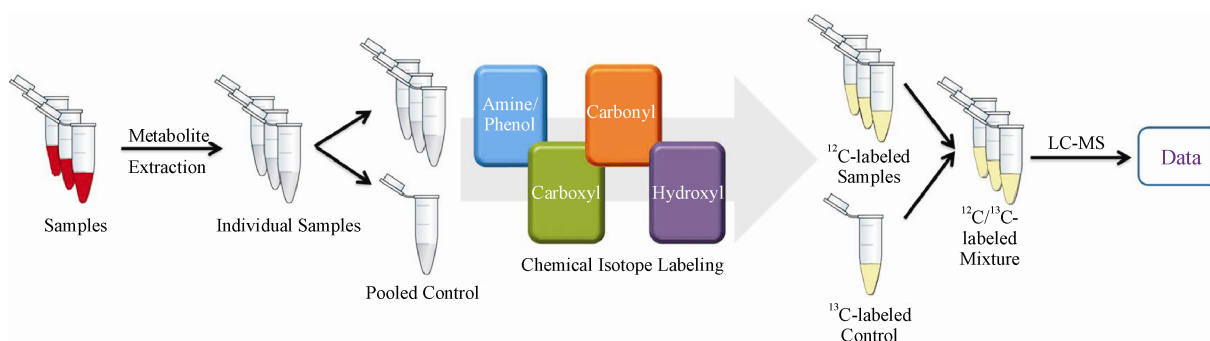 Samples
Metabolite
Extraction
Individual Samples
Pooled Control
Amine/
Phenol
Carbonyl
Carboxyl
Hydroxyl
Chemical Isotope Labeling
¹²C-labeled
Samples
¹³C-labeled
Control
¹²C/¹³C-
labeled
Mixture
LC-MS
Data